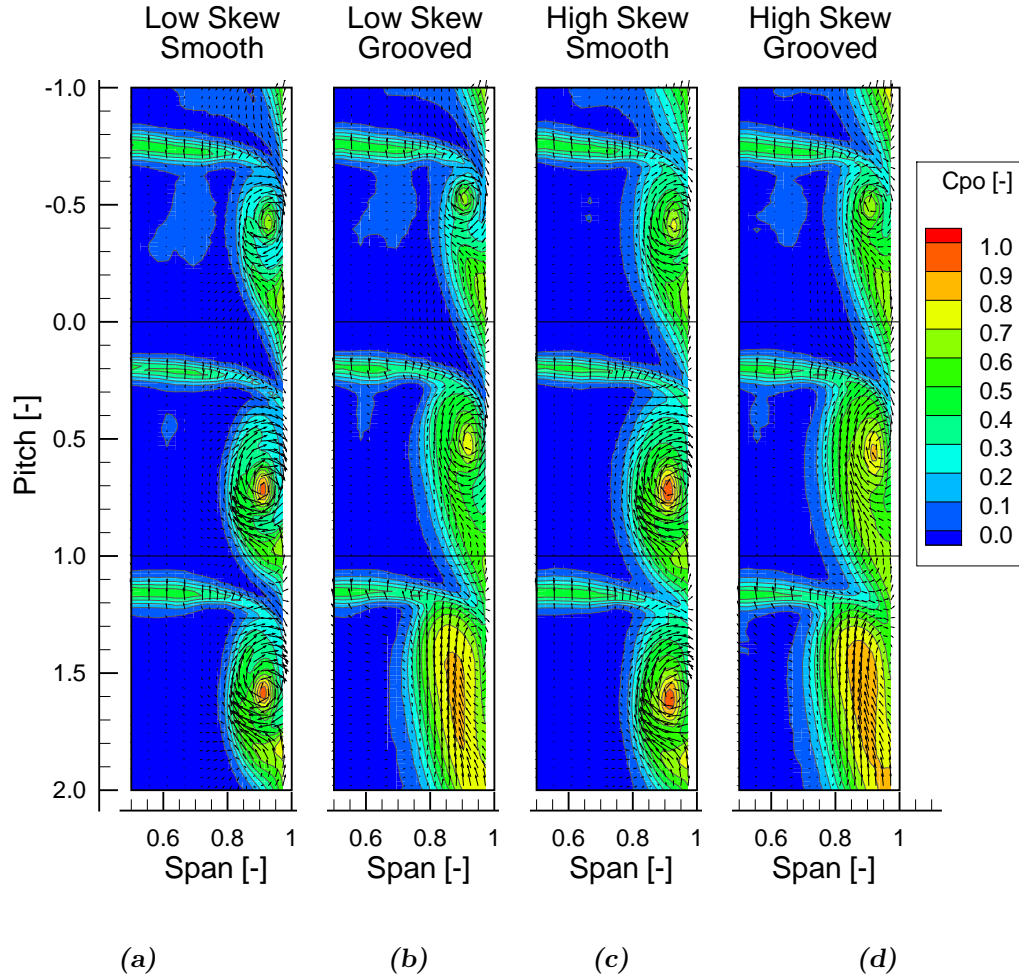 Low Skew Low Skew High Skew High Skew
Smooth Grooved Smooth Grooved
-1.0
-0.5
0.0
0.5
1.0
1.5
2.0
Pitch [-]
0.6 0.8 1 0.6 0.8 1 0.6 0.8 1 0.6 0.8 1
Span [-] Span [-] Span [-] Span [-]
Cpo [-]
1.0
0.9
0.8
0.7
0.6
0.5
0.4
0.3
0.2
0.1
0.0
(a) (b) (c) (d)